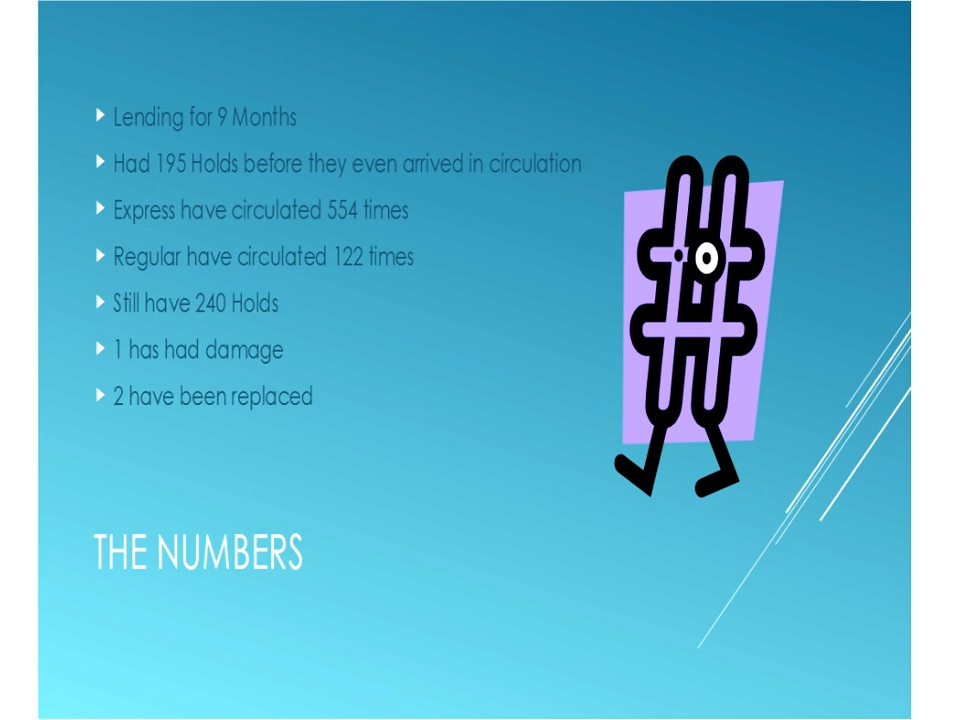 Lending for 9 Months
Had 195 Holds before they even arrived in circulation
Express have circulated 554 times
Regular have circulated 122 times
Still have 240 Holds
1 has had damage
2 have been replaced
THE NUMBERS